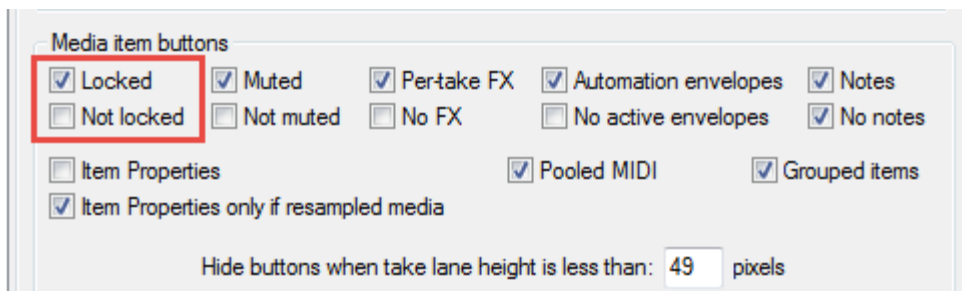 Media item buttons
Locked Muted Per-take FX Automation envelopes Notes
Not locked Not muted No FX No active envelopes No notes
Item Properties Pooled MIDI Grouped items
Item Properties only if resampled media
Hide buttons when take lane height is less than: 49 pixels